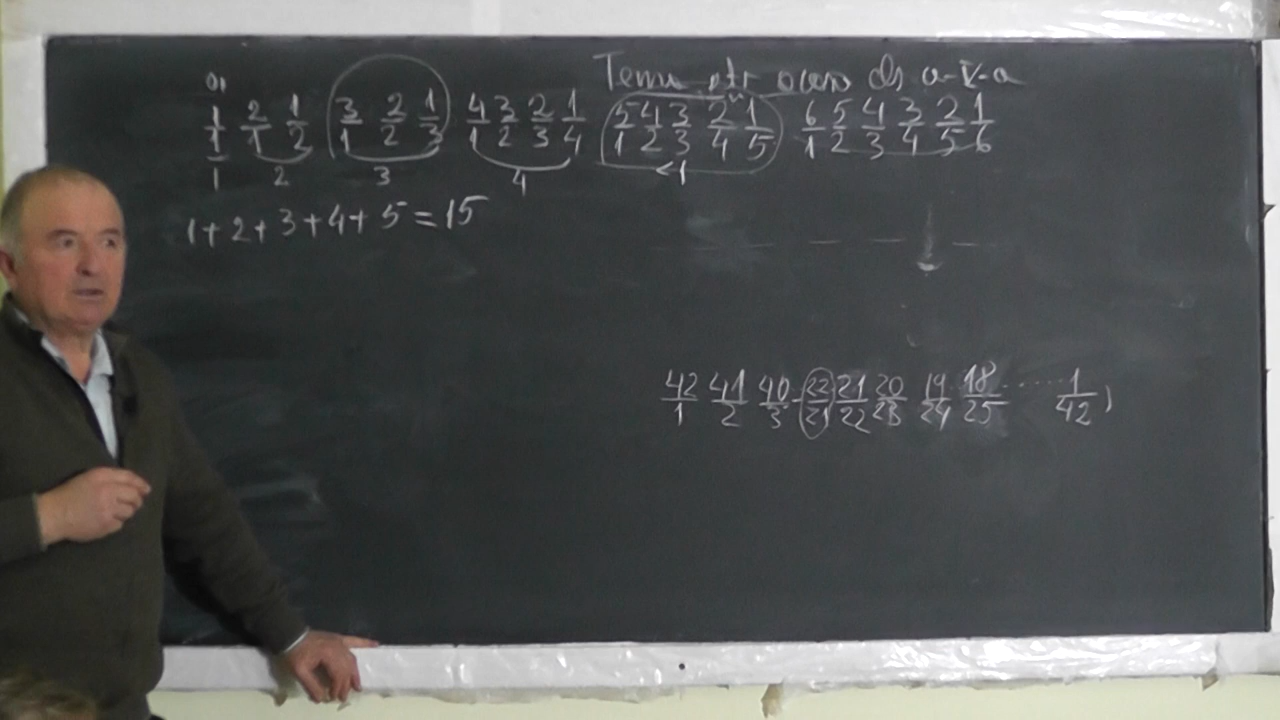 Temă ptr acasă cls a-V-a
1/1 2/1 1/2 3/1 2/2 1/3 4/1 3/2 2/3 1/4 5/1 4/2 3/3 2/4 1/5 6/1 5/2 4/3 3/4 2/5 1/6
1 2 3 4 <1
1+2+3+4+5=15
42/1 41/2 40/3 22/21 21/22 20/23 19/24 18/25 ...... 1/42